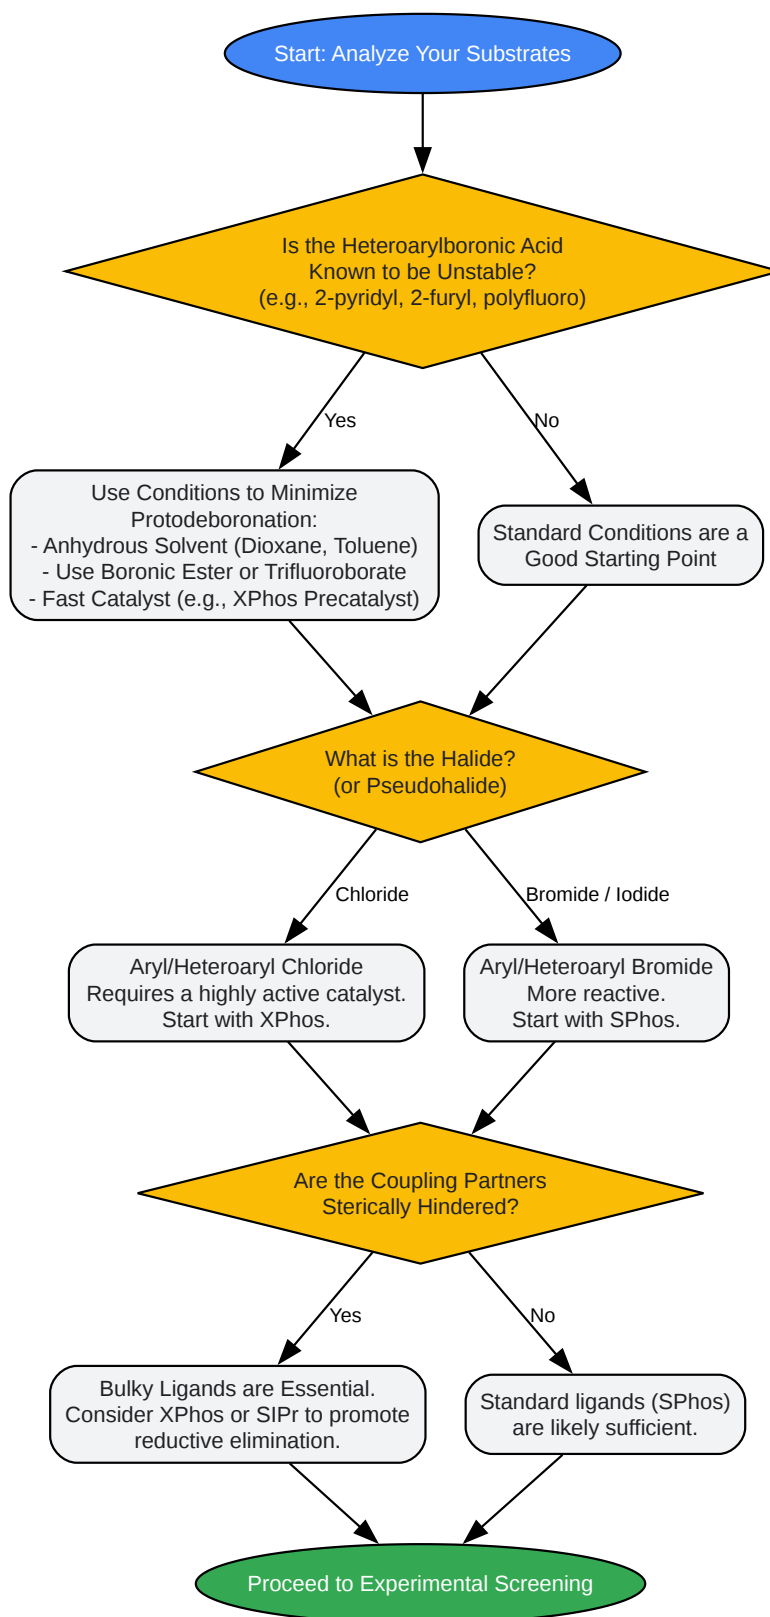 Start: Analyze Your Substrates
Is the Heteroarylboronic Acid
Known to be Unstable?
(e.g., 2-pyridyl, 2-furyl, polyfluoro)
Yes
No
Use Conditions to Minimize
Protodeboronation:
- Anhydrous Solvent (Dioxane, Toluene)
- Use Boronic Ester or Trifluoroborate
- Fast Catalyst (e.g., XPhos Precatalyst)
Standard Conditions are a
Good Starting Point
What is the Halide?
(or Pseudohalide)
Chloride
Bromide / Iodide
Aryl/Heteroaryl Chloride
Requires a highly active catalyst.
Start with XPhos.
Aryl/Heteroaryl Bromide
More reactive.
Start with SPhos.
Are the Coupling Partners
Sterically Hindered?
Yes
No
Bulky Ligands are Essential.
Consider XPhos or SIPr to promote
reductive elimination.
Standard ligands (SPhos)
are likely sufficient.
Proceed to Experimental Screening